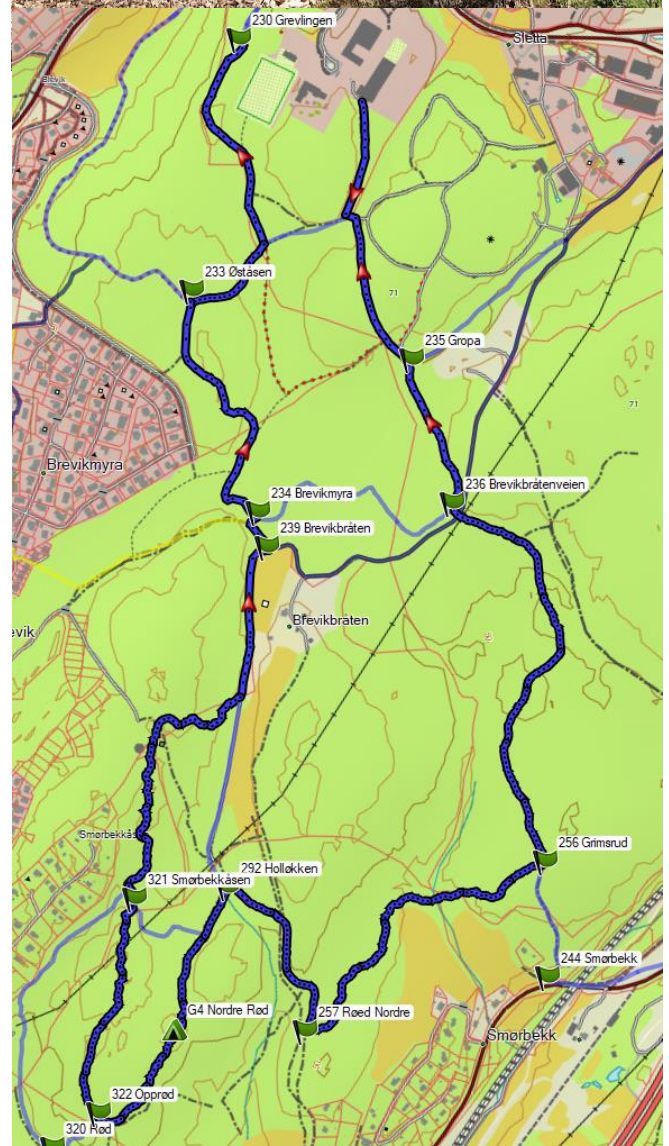 230 Grevlingen
Sletta
Brevik
233 Øståsen
71
235 Gropa
71
Brevikmyra
236 Brevikbråtenveien
234 Brevikmyra
239 Brevikbråten
Brevikbråten
Smørbekkås
256 Grimsrud
292 Holløkken
321 Smørbekkåsen
244 Smørbekk
G4 Nordre Rød
257 Røed Nordre
Smørbekk
322 Opprød
320 Rød